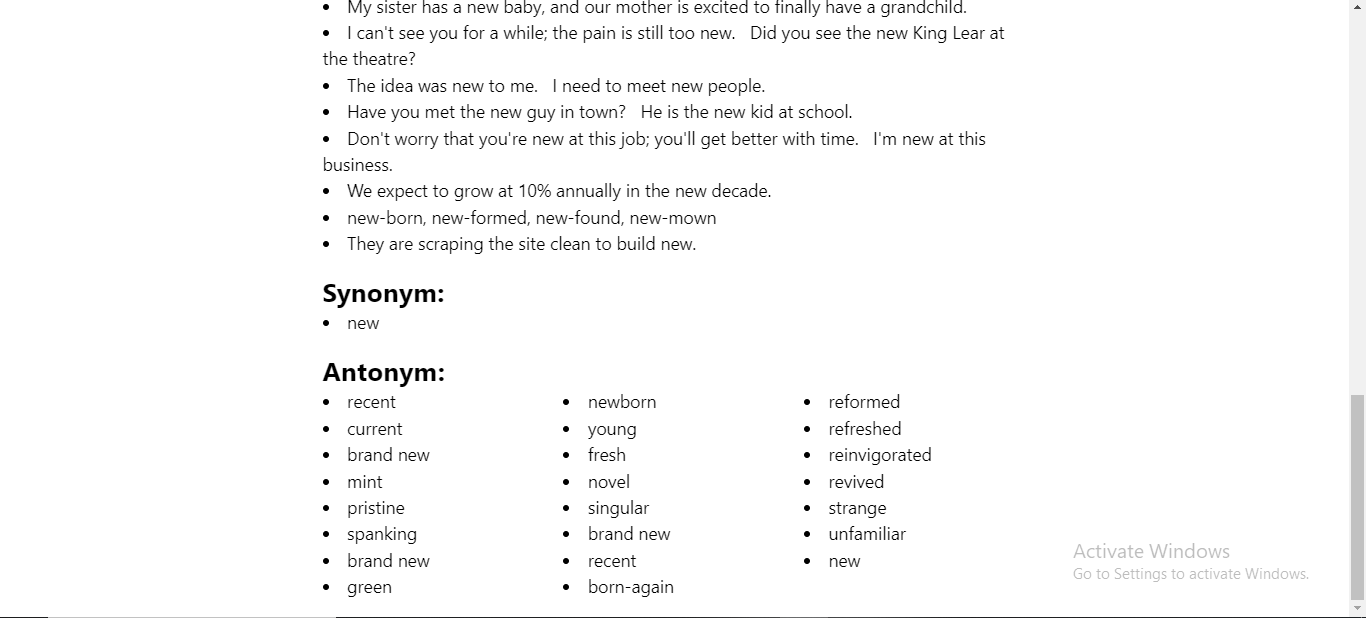 • My sister has a new baby, and our mother is excited to finally have a grandchild.
• I can't see you for a while; the pain is still too new. Did you see the new King Lear at
the theatre?
• The idea was new to me. I need to meet new people.
• Have you met the new guy in town? He is the new kid at school.
• Don't worry that you're new at this job; you'll get better with time. I'm new at this
business.
• We expect to grow at 10% annually in the new decade.
• new-born, new-formed, new-found, new-mown
• They are scraping the site clean to build new.
Synonym:
• new
Antonym:
• recent
• current
• brand new
• mint
• pristine
• spanking
• brand new
• green
• newborn
• young
• fresh
• novel
• singular
• brand new
• recent
• born-again
• reformed
• refreshed
• reinvigorated
• revived
• strange
• unfamiliar
• new
Activate Windows
Go to Settings to activate Windows.